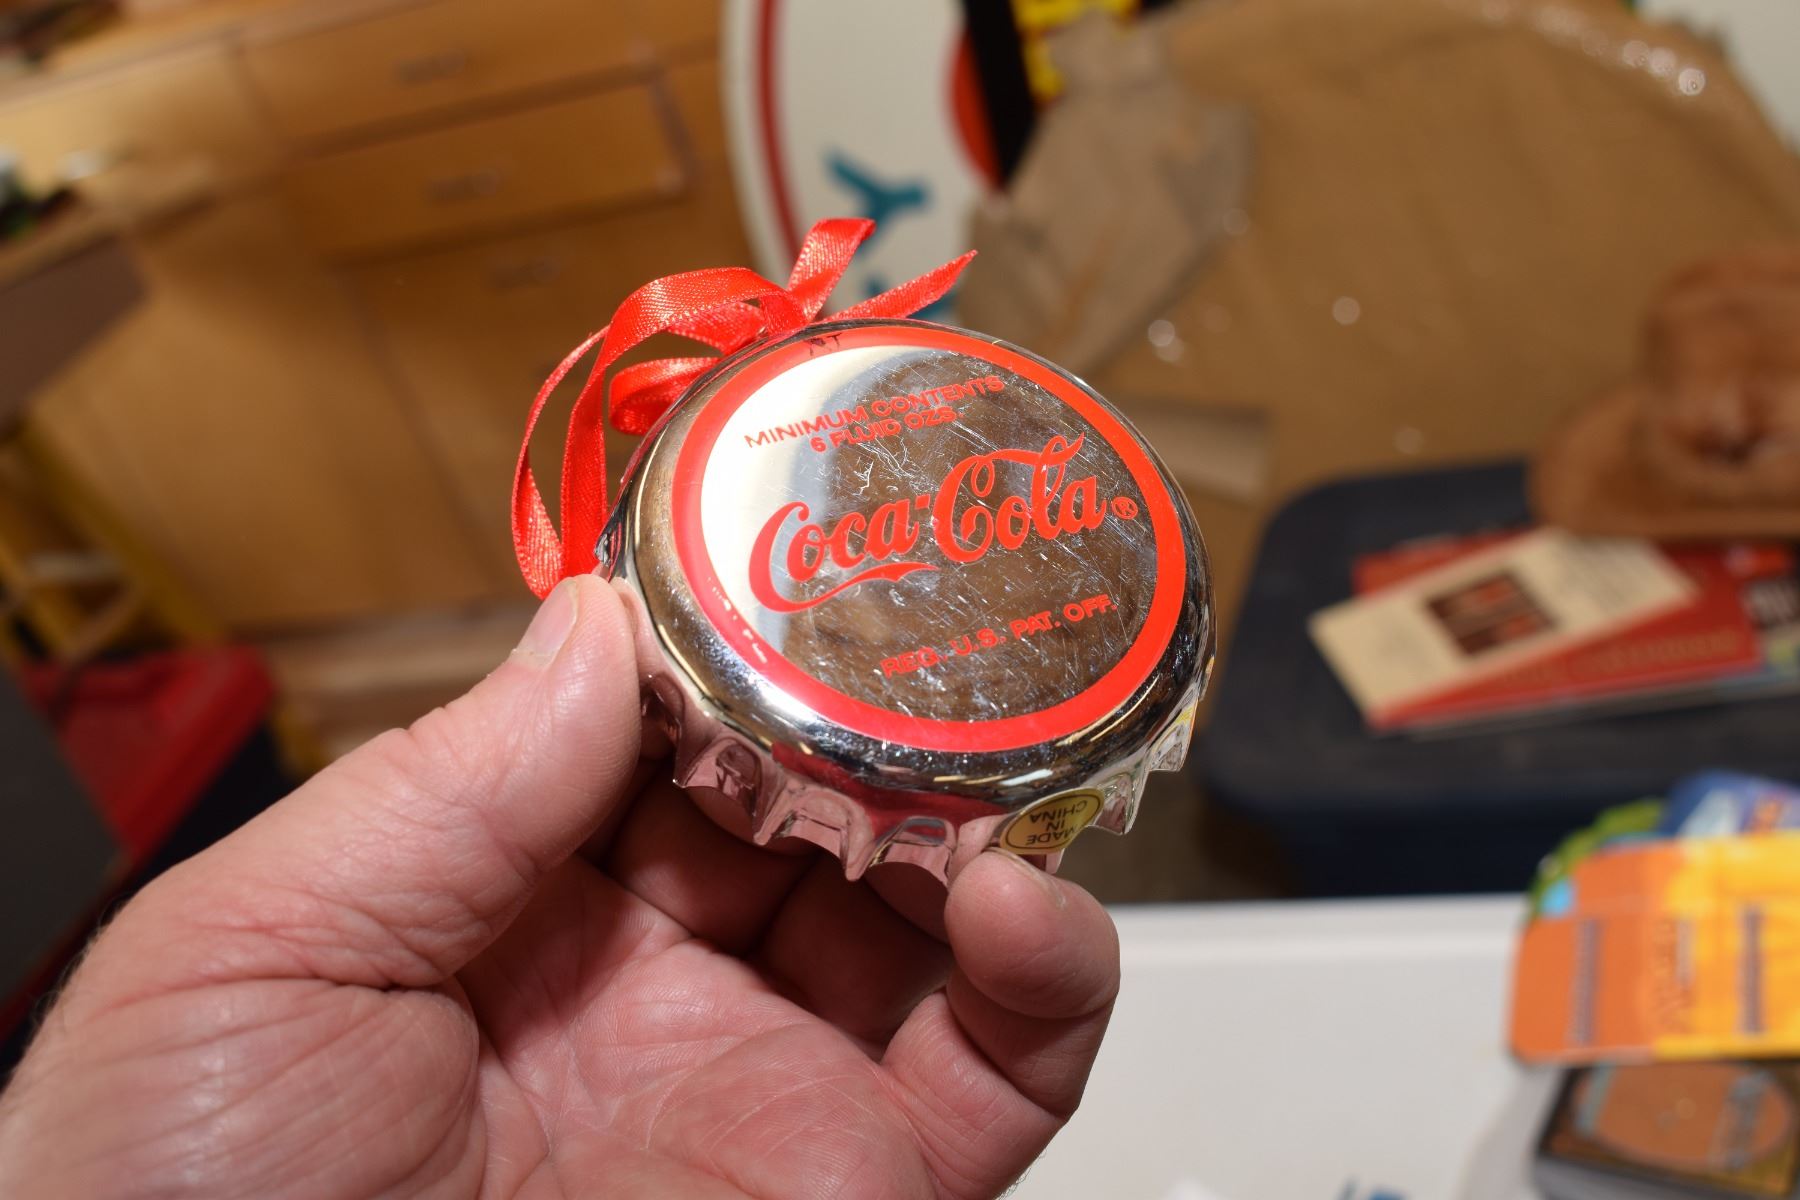 MINIMUM CONTENTS
6 FLUID OZS.
Coca-Cola®
REG. U.S. PAT. OFF.
MADE
IN
CHINA